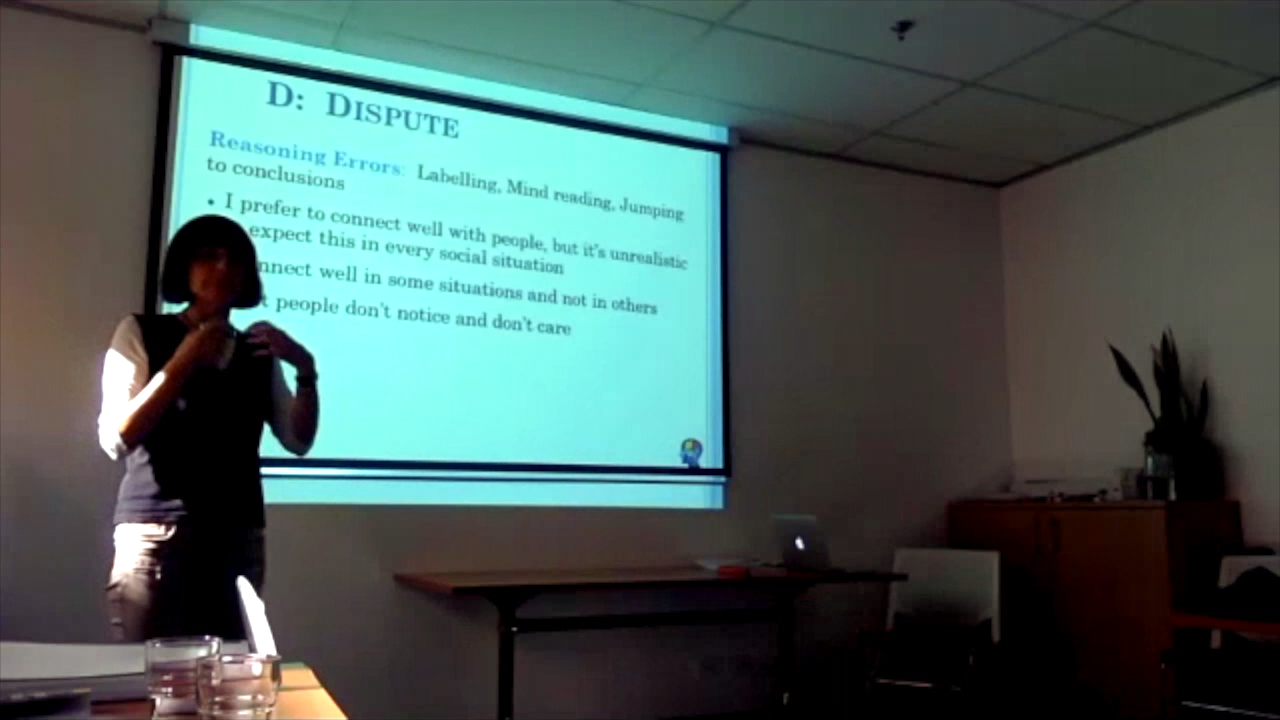 D: DISPUTE
Reasoning Errors: Labelling, Mind reading, Jumping
to conclusions
• I prefer to connect well with people, but it's unrealistic
expect this in every social situation
nnect well in some situations and not in others
people don't notice and don't care